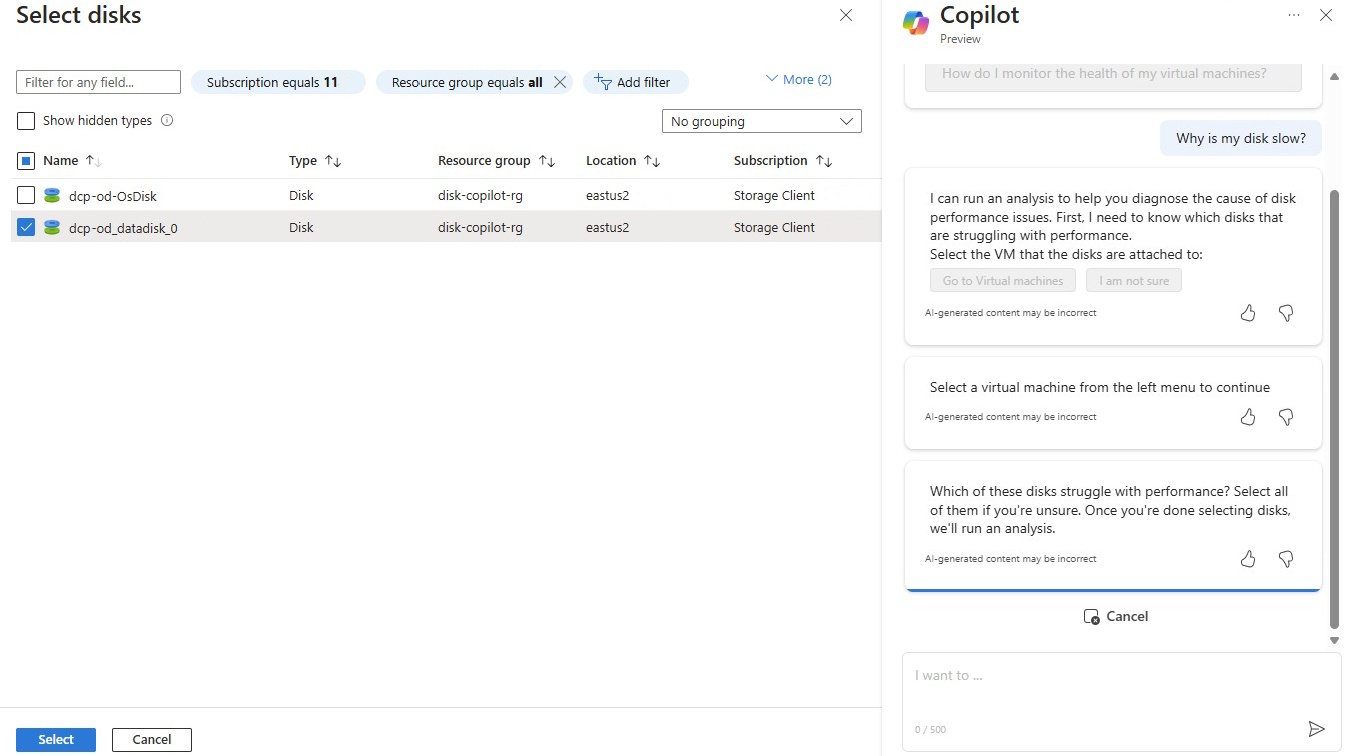 Select disks
Filter for any field...
Subscription equals 11
Resource group equals all
Add filter
More (2)
Show hidden types
No grouping
Name Type Resource group Location Subscription
dcp-od-OsDisk Disk disk-copilot-rg eastus2 Storage Client
dcp-od_datadisk_0 Disk disk-copilot-rg eastus2 Storage Client
Select
Cancel
Copilot
Preview
How do I monitor the health of my virtual machines?
Why is my disk slow?
I can run an analysis to help you diagnose the cause of disk
performance issues. First, I need to know which disks that
are struggling with performance.
Select the VM that the disks are attached to:
Go to Virtual machines
I am not sure
AI-generated content may be incorrect
Select a virtual machine from the left menu to continue
AI-generated content may be incorrect
Which of these disks struggle with performance? Select all
of them if you're unsure. Once you're done selecting disks,
we'll run an analysis.
AI-generated content may be incorrect
Cancel
I want to ...
0 / 500